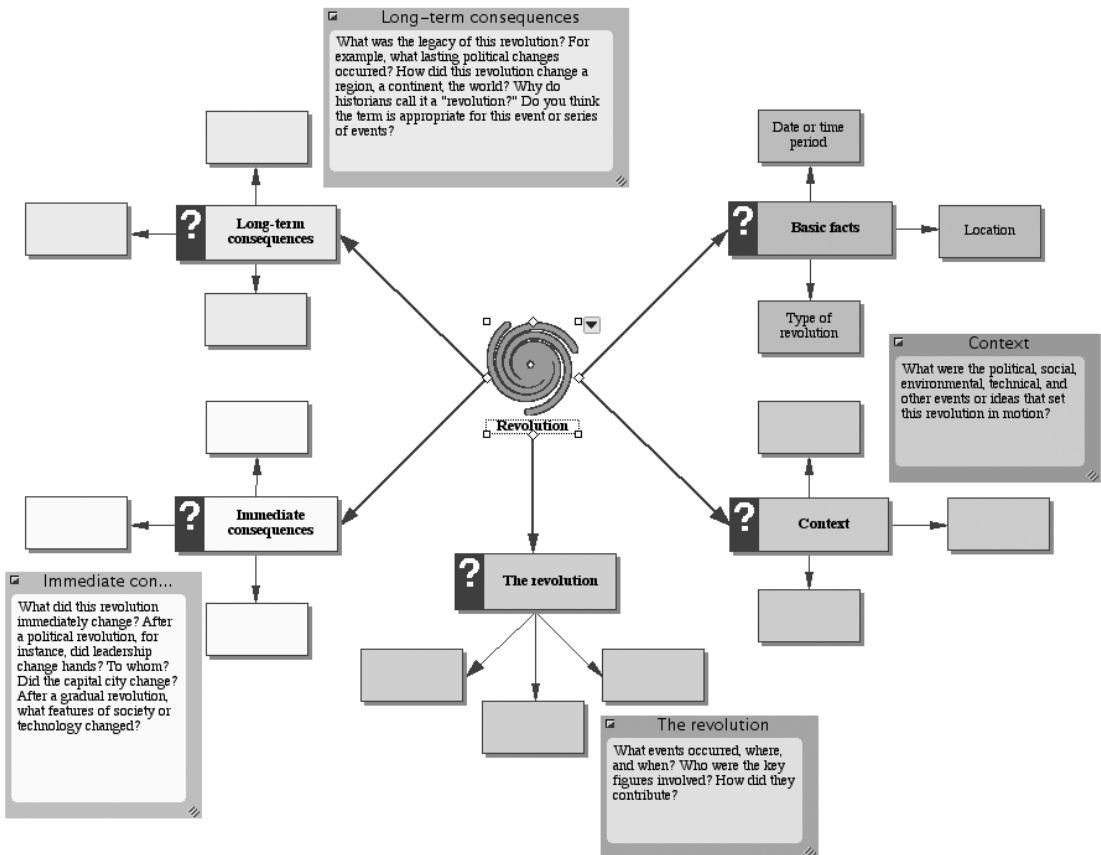 Long-term consequences
What was the legacy of this revolution? For
example, what lasting political changes
occurred? How did this revolution change a
region, a continent, the world? Why do
historians call it a "revolution?" Do you think
the term is appropriate for this event or series
of events?
Date or time
period
?
Long-term
consequences
?
Basic facts
Location
Type of
revolution
Context
What were the political, social,
environmental, technical, and
other events or ideas that set
this revolution in motion?
Revolution
?
Immediate
consequences
?
Context
?
The revolution
Immediate con...
What did this revolution
immediately change? After
a political revolution, for
instance, did leadership
change hands? To whom?
Did the capital city change?
After a gradual revolution,
what features of society or
technology changed?
The revolution
What events occurred, where,
and when? Who were the key
figures involved? How did they
contribute?